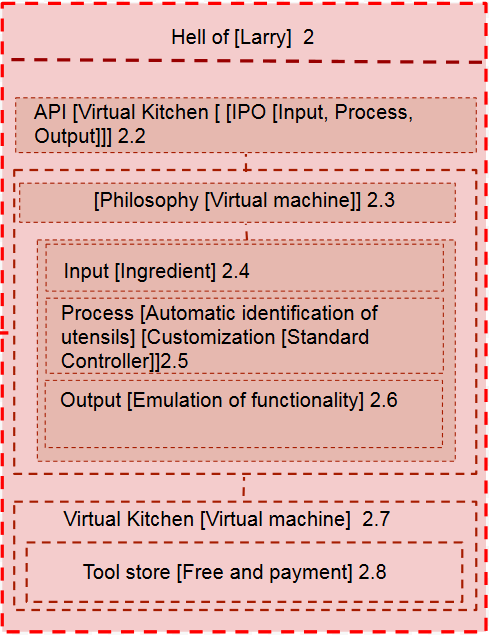 Hell of [Larry]  2
API [Virtual Kitchen [ [IPO [Input, Process,
Output]]] 2.2
[Philosophy [Virtual machine]] 2.3
Input [Ingredient] 2.4
Process [Automatic identification of
utensils] [Customization [Standard
Controller]]2.5
Output [Emulation of functionality] 2.6
Virtual Kitchen [Virtual machine]  2.7
Tool store [Free and payment] 2.8